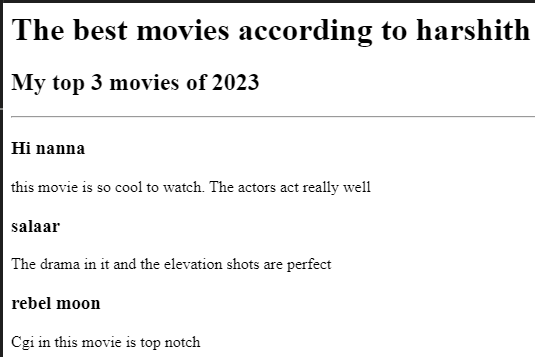 The best movies according to harshith
My top 3 movies of 2023
Hi nanna
this movie is so cool to watch. The actors act really well
salaar
The drama in it and the elevation shots are perfect
rebel moon
Cgi in this movie is top notch